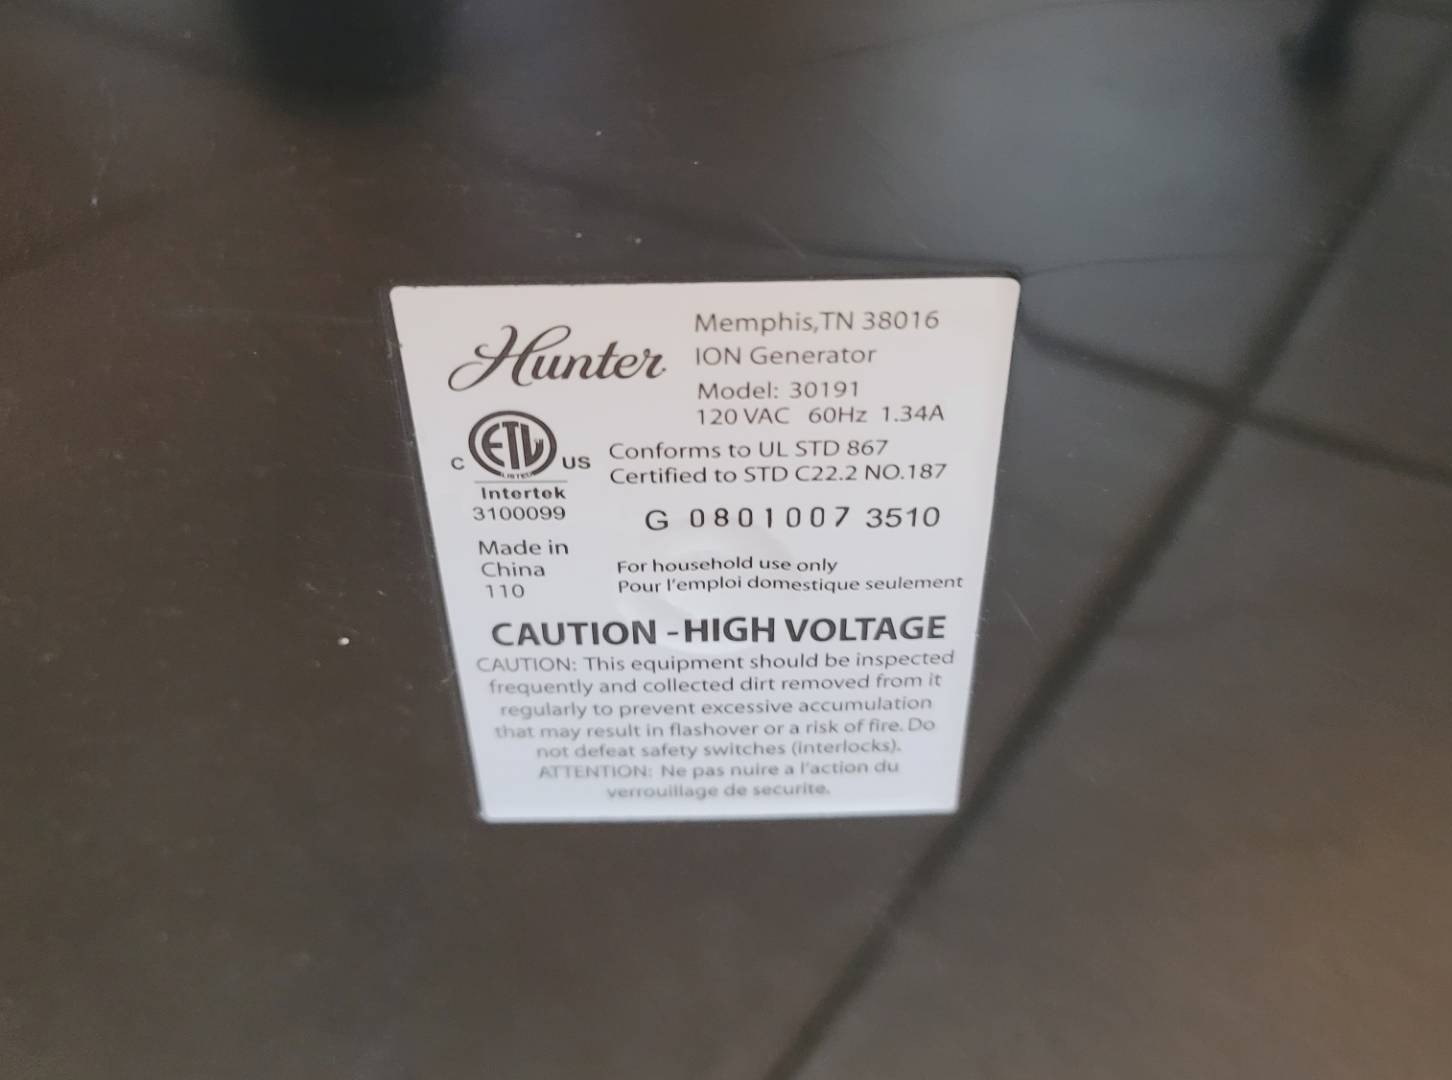 Hunter
Memphis,TN 38016
ION Generator
Model: 30191
120 VAC 60Hz 1.34A
C ETL US
LISTED
Intertek
3100099
Conforms to UL STD 867
Certified to STD C22.2 NO.187
G 0801007 3510
Made in
China
110
For household use only
Pour l'emploi domestique seulement
CAUTION - HIGH VOLTAGE
CAUTION: This equipment should be inspected
frequently and collected dirt removed from it
regularly to prevent excessive accumulation
that may result in flashover or a risk of fire. Do
not defeat safety switches (interlocks).
ATTENTION: Ne pas nuire a l'action du
verrouillage de securite.